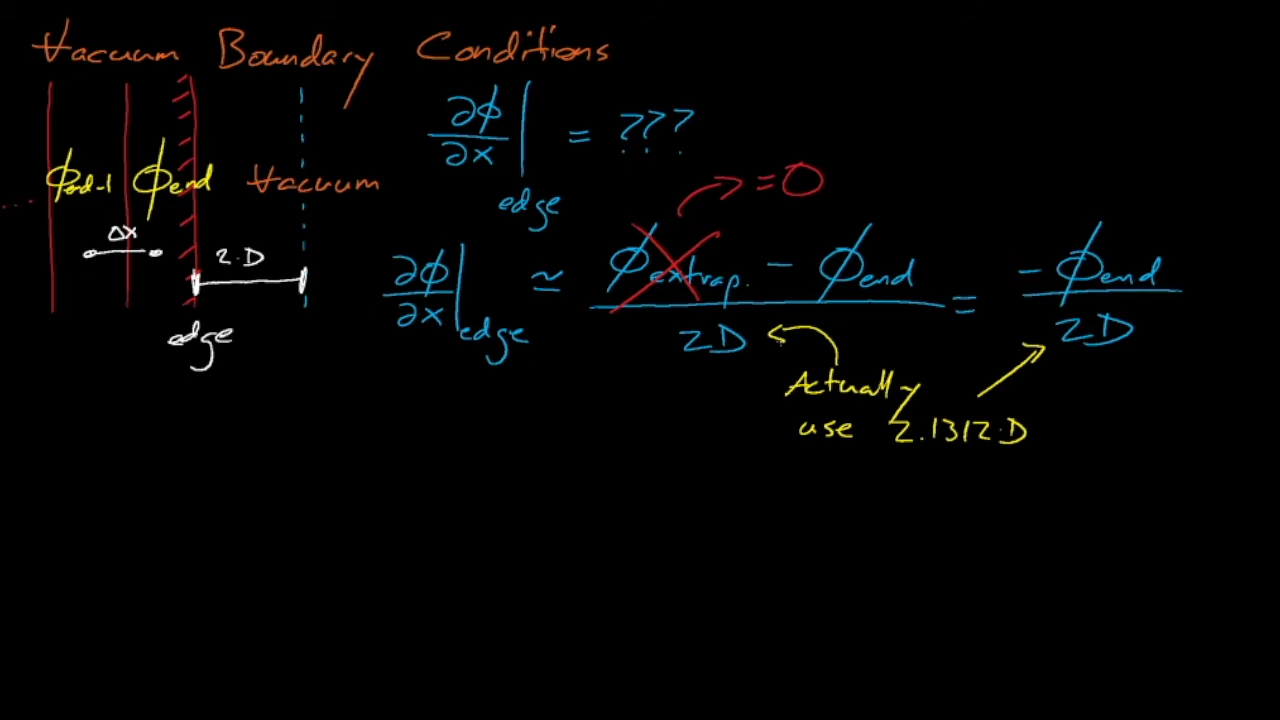 Vacuum Boundary Conditions
∂ϕ/∂x |edge = ???
... ϕend-1 ϕend Vacuum
= 0
Δx
2·D
∂ϕ/∂x |edge ≃ (ϕextrap. - ϕend)/2D = -ϕend/2D
edge
Actually
use 2.1312·D